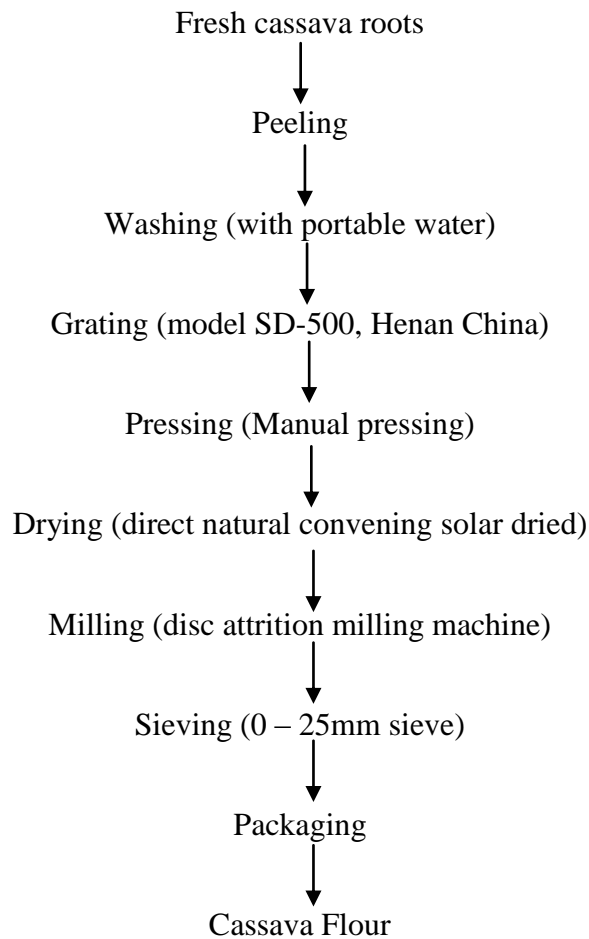 Fresh cassava roots
Peeling
Washing (with portable water)
Grating (model SD-500, Henan China)
Pressing (Manual pressing)
Drying (direct natural convening solar dried)
Milling (disc attrition milling machine)
Sieving (0 – 25mm sieve)
Packaging
Cassava Flour